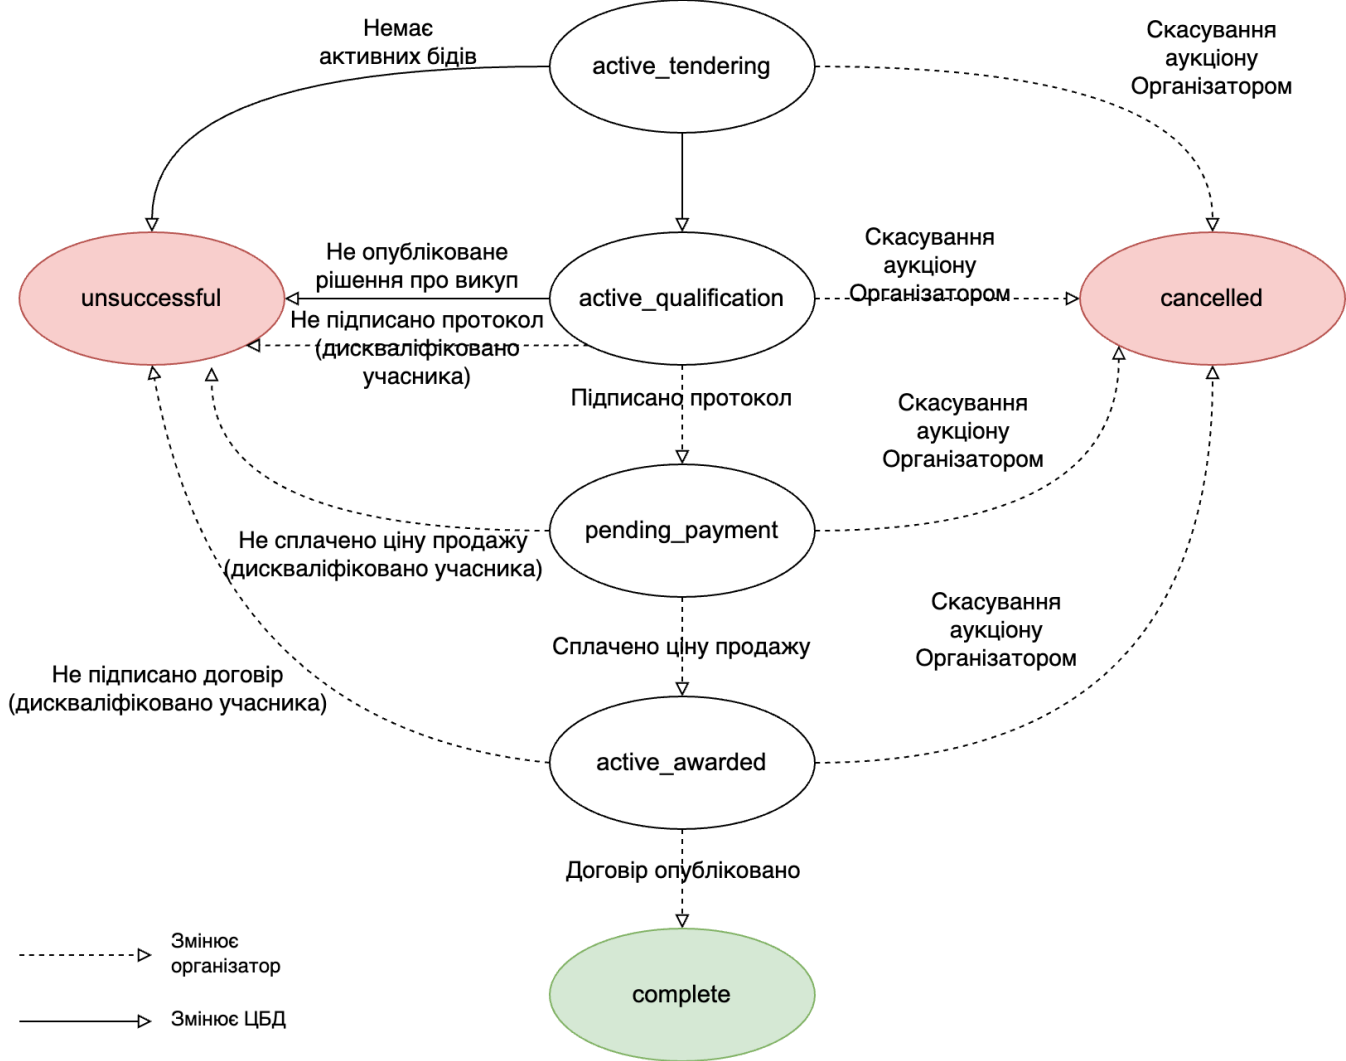 Немає
активних бідів
active_tendering
Скасування
аукціону
Організатором
unsuccessful
Не опубліковане
рішення про викуп
active_qualification
Скасування
аукціону
Організатором
cancelled
Не підписано протокол
(дискваліфіковано
учасника)
Підписано протокол
Скасування
аукціону
Організатором
pending_payment
Не сплачено ціну продажу
(дискваліфіковано учасника)
Сплачено ціну продажу
Скасування
аукціону
Організатором
Не підписано договір
(дискваліфіковано учасника)
active_awarded
Договір опубліковано
complete
Змінює
організатор
Змінює ЦБД